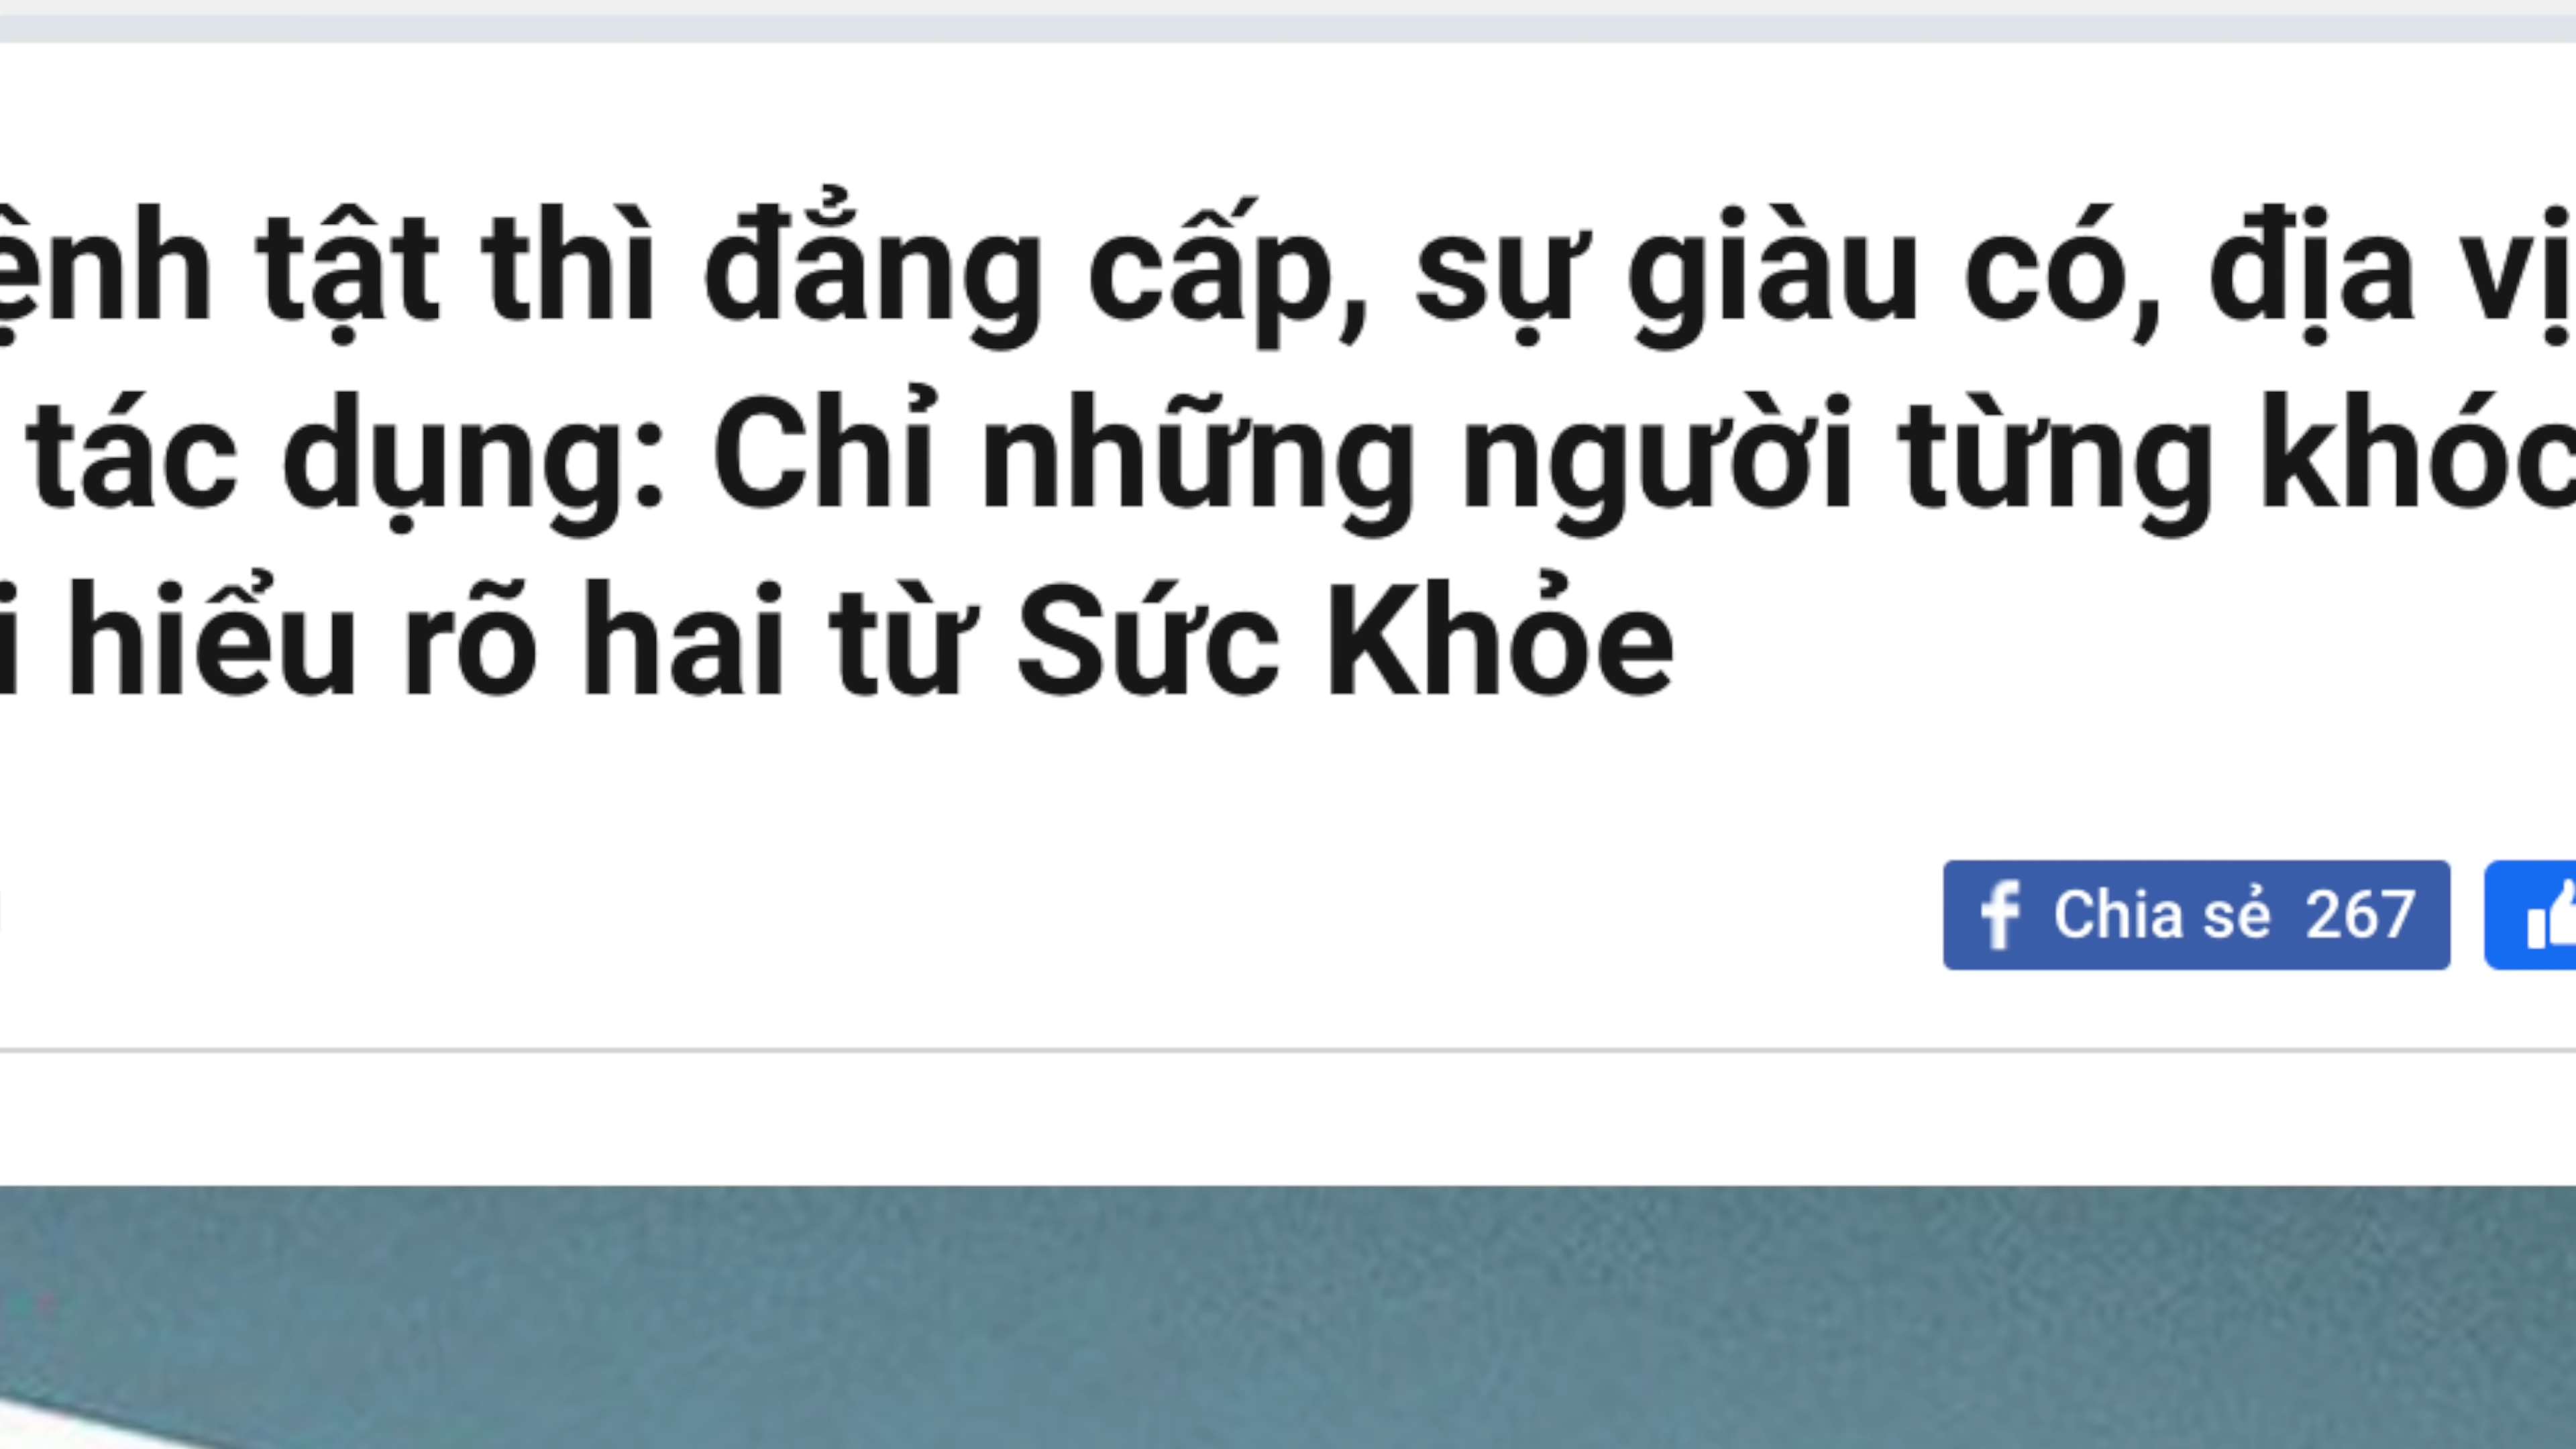 tật thì đẳng cấp, sự giàu có, địa vị
tác dụng: Chỉ những người từng khóc
hiểu rõ hai từ Sức Khỏe
Chia sẻ 267